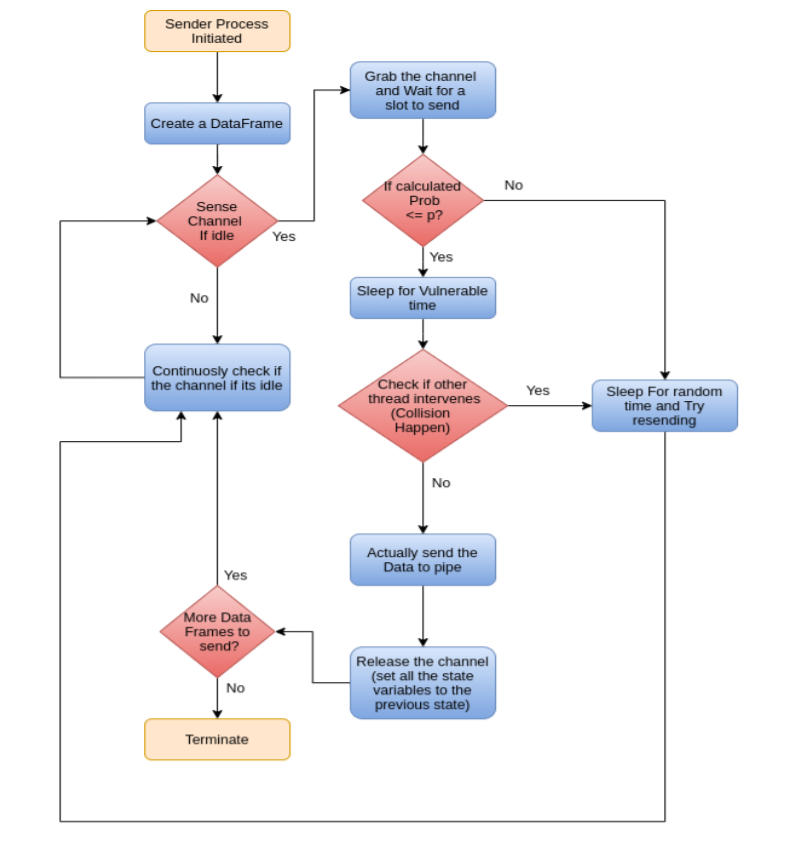 Sender Process
Initiated
Create a DataFrame
Sense
Channel
If idle
Yes
No
Continuosly check if
the channel if its idle
Grab the channel
and Wait for a
slot to send
If calculated
Prob
<= p?
No
Yes
Sleep for Vulnerable
time
Check if other
thread intervenes
(Collision
Happen)
Yes
Sleep For random
time and Try
resending
No
Actually send the
Data to pipe
Release the channel
(set all the state
variables to the
previous state)
More Data
Frames to
send?
Yes
No
Terminate